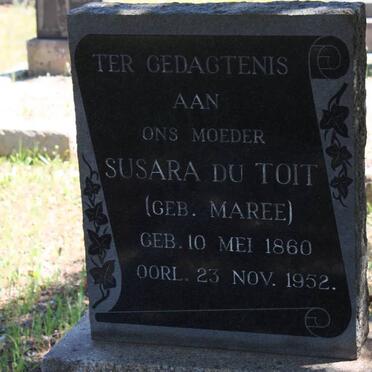 TER GEDAGTENIS
AAN
ONS MOEDER
SUSARA DU TOIT
(GEB. MAREE)
GEB. 10 MEI 1860
OORL. 23 NOV. 1952.